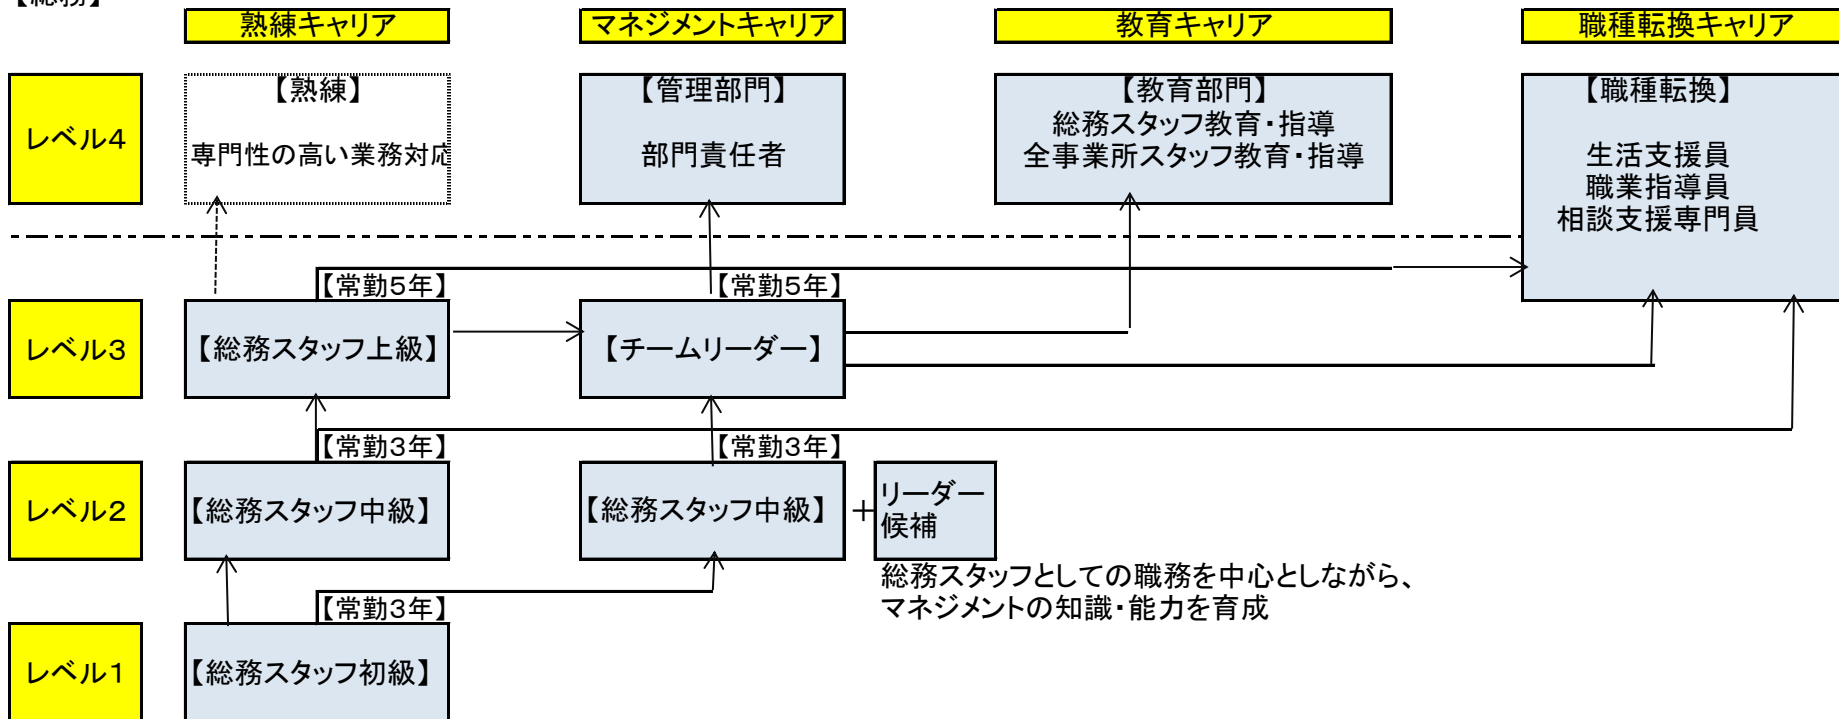 【総務】
熟練キャリア
マネジメントキャリア
教育キャリア
職種転換キャリア
レベル4
【熟練】
専門性の高い業務対応
【管理部門】
部門責任者
【教育部門】
総務スタッフ教育・指導
全事業所スタッフ教育・指導
【職種転換】
生活支援員
職業指導員
相談支援専門員
【常勤5年】
【常勤5年】
レベル3
【総務スタッフ上級】
【チームリーダー】
【常勤3年】
【常勤3年】
レベル2
【総務スタッフ中級】
【総務スタッフ中級】
+
リーダー
候補
総務スタッフとしての職務を中心としながら、
マネジメントの知識・能力を育成
【常勤3年】
レベル1
【総務スタッフ初級】